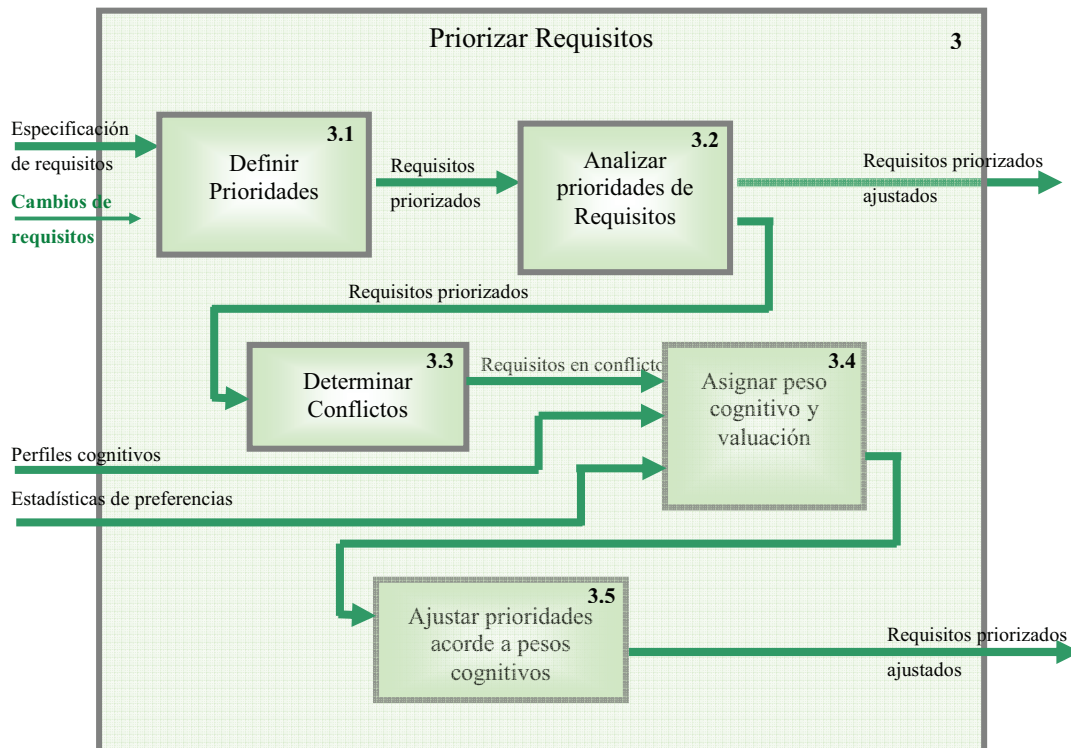 Priorizar Requisitos
3
Especificación
de requisitos
Cambios de
requisitos
3.1
Definir
Prioridades
Requisitos
priorizados
3.2
Analizar
prioridades de
Requisitos
Requisitos priorizados
ajustados
Requisitos priorizados
3.3
Determinar
Conflictos
Requisitos en conflicto
3.4
Asignar peso
cognitivo y
valuación
Perfiles cognitivos
Estadísticas de preferencias
3.5
Ajustar prioridades
acorde a pesos
cognitivos
Requisitos priorizados
ajustados